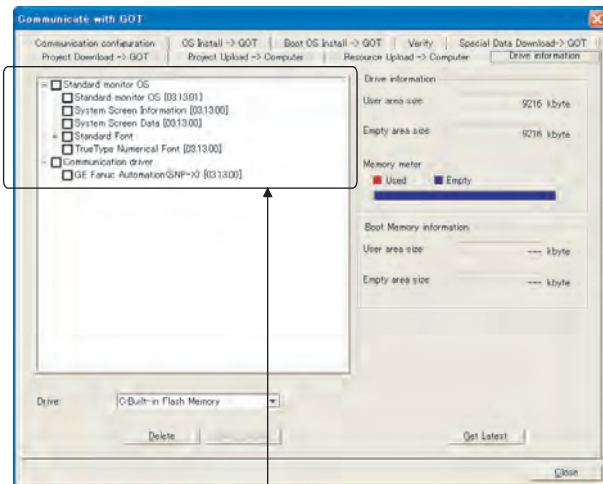 Communicate with GOT
Communication configuration OS Install -> GOT Boot OS Install -> GOT Verify Special Data Download-> GOT
Project Download -> GOT Project Upload -> Computer Resource Upload -> Computer Drive information
Standard monitor OS
Standard monitor OS [03.13.01]
System Screen Information [03.13.00]
System Screen Data [03.13.00]
Standard Font
TrueType Numerical Font [03.13.00]
Communication driver
GE Fanuc Automation(SNP-X) [03.13.00]
Drive information
User area size 9216 kbyte
Empty area size 9216 kbyte
Memory meter
Used Empty
Boot Memory information
User area size --- kbyte
Empty area size --- kbyte
Drive: C:Built-in Flash Memory
Delete Get Latest
Close